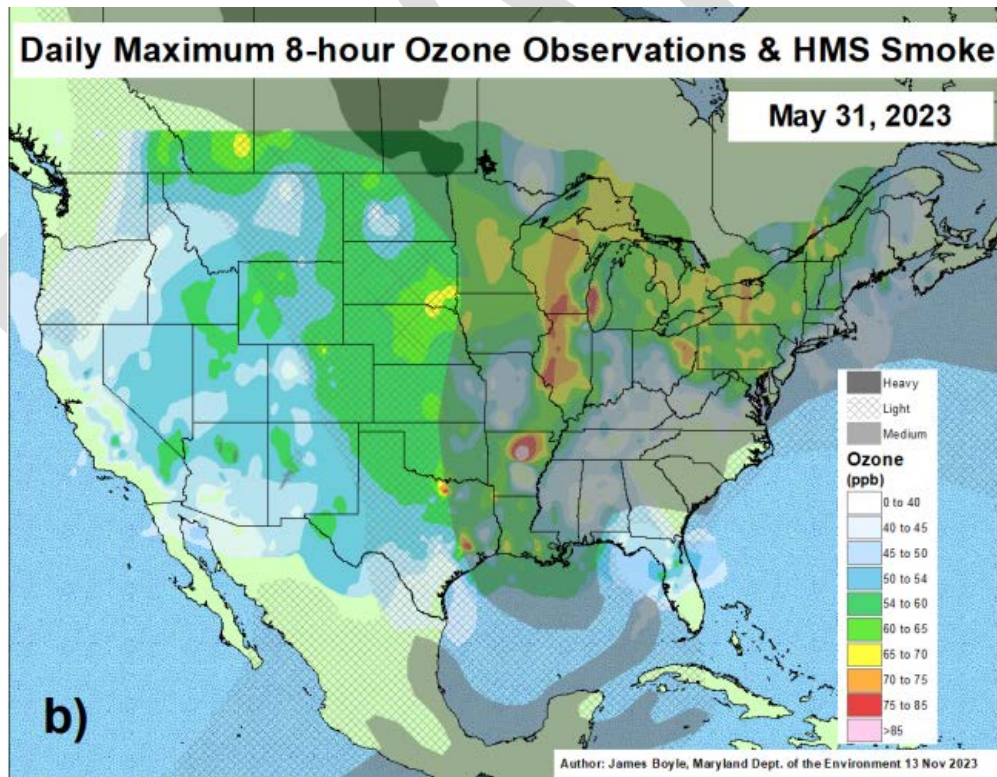 Daily Maximum 8-hour Ozone Observations & HMS Smoke
May 31, 2023
Heavy
Light
Medium
Ozone
(ppb)
0 to 40
40 to 45
45 to 50
50 to 54
54 to 60
60 to 65
65 to 70
70 to 75
75 to 85
>85
b)
Author: James Boyle, Maryland Dept. of the Environment 13 Nov 2023